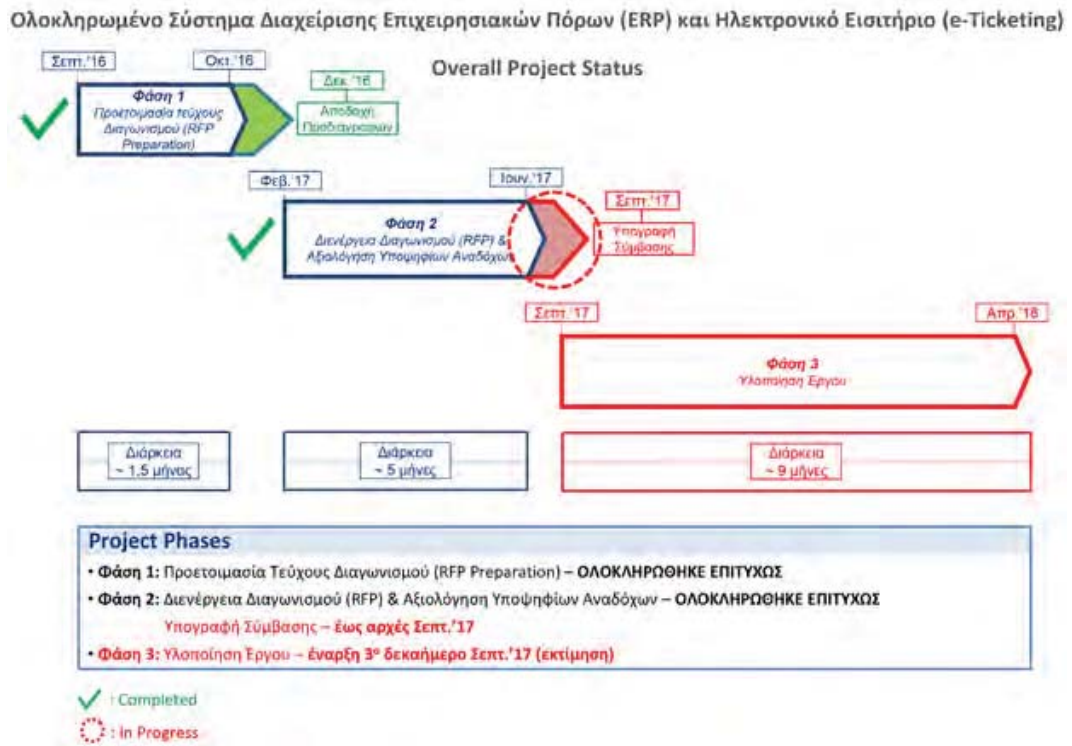 Ολοκληρωμένο Σύστημα Διαχείρισης Επιχειρησιακών Πόρων (ERP) και Ηλεκτρονικό Εισιτήριο (e-Ticketing)
Overall Project Status
Σεπτ.'16
Οκτ.'16
Δεκ.'16
Φάση 1
Προετοιμασία τεύχους
Διαγωνισμού (RFP
Preparation)
Αποδοχή
Προδιαγραφών
Φεβ.'17
Ιουν.'17
Σεπτ.'17
Φάση 2
Διενέργεια Διαγωνισμού (RFP) &
Αξιολόγηση Υποψηφίων Αναδόχων
Υπογραφή
Σύμβασης
Σεπτ.'17
Απρ.'18
Φάση 3
Υλοποίηση Έργου
Διάρκεια
~ 1.5 μήνας
Διάρκεια
~ 5 μήνες
Διάρκεια
~ 9 μήνες
Project Phases
• Φάση 1: Προετοιμασία Τεύχους Διαγωνισμού (RFP Preparation) – ΟΛΟΚΛΗΡΩΘΗΚΕ ΕΠΙΤΥΧΩΣ
• Φάση 2: Διενέργεια Διαγωνισμού (RFP) & Αξιολόγηση Υποψηφίων Αναδόχων – ΟΛΟΚΛΗΡΩΘΗΚΕ ΕΠΙΤΥΧΩΣ
Υπογραφή Σύμβασης – έως αρχές Σεπτ.'17
• Φάση 3: Υλοποίηση Έργου – έναρξη 3ο δεκαήμερο Σεπτ.'17 (εκτίμηση)
: Completed
: In Progress